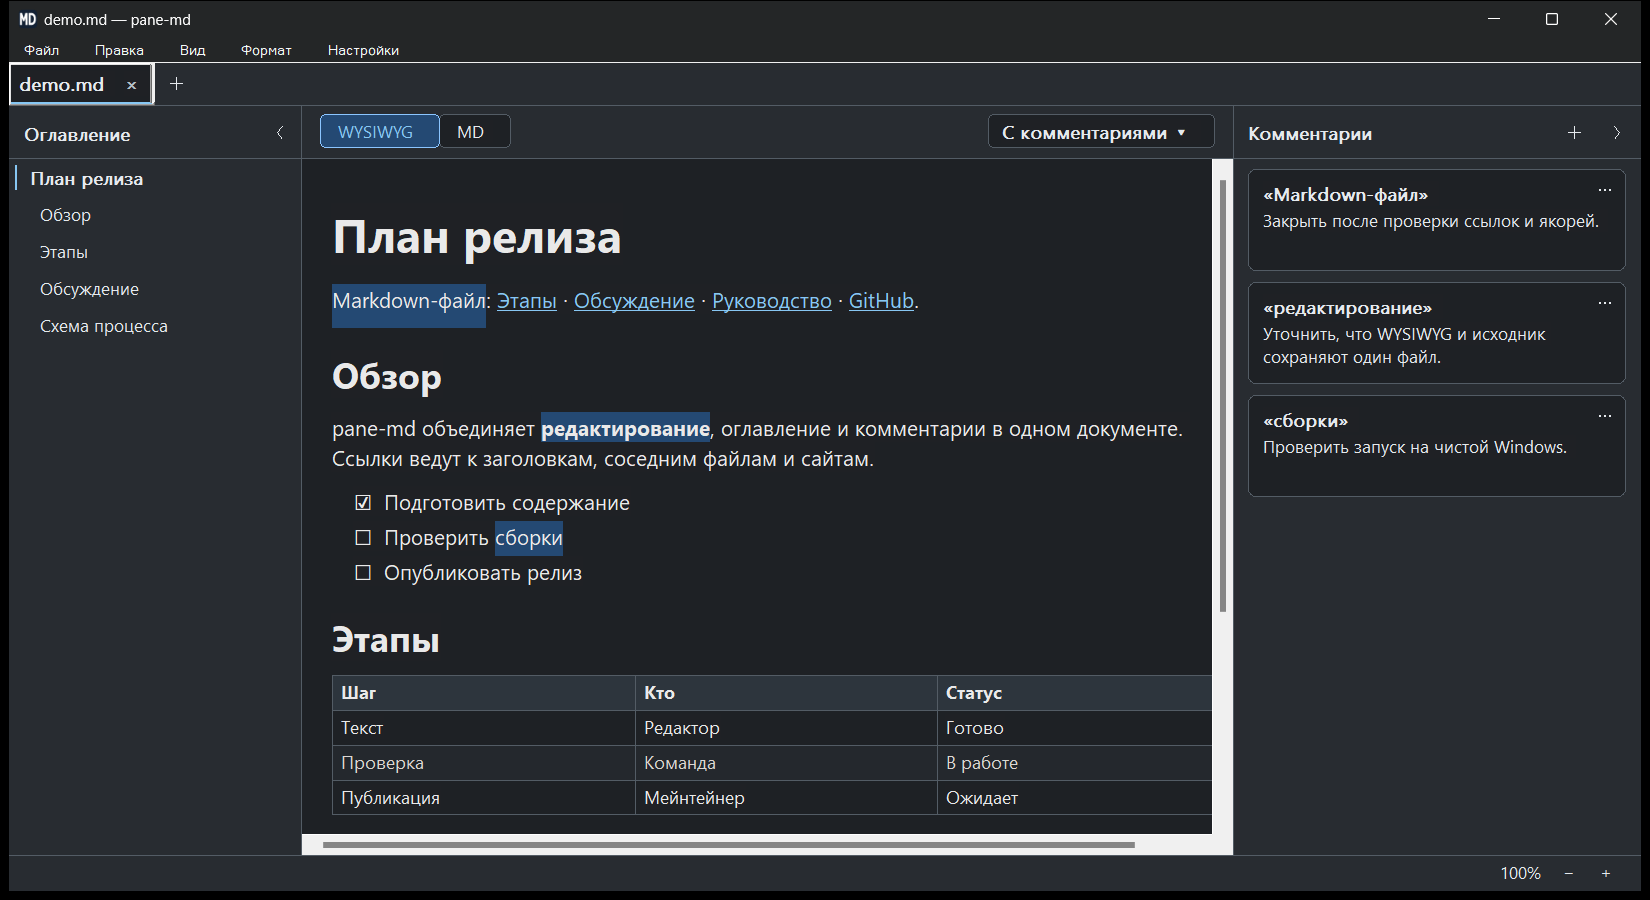 MD demo.md — pane-md
Файл Правка Вид Формат Настройки
demo.md × +
Оглавление
План релиза
Обзор
Этапы
Обсуждение
Схема процесса
WYSIWYG MD С комментариями
План релиза
Markdown-файл: Этапы · Обсуждение · Руководство · GitHub.
Обзор
pane-md объединяет редактирование, оглавление и комментарии в одном документе.
Ссылки ведут к заголовкам, соседним файлам и сайтам.
Подготовить содержание
Проверить сборки
Опубликовать релиз
Этапы
Шаг Кто Статус
Текст Редактор Готово
Проверка Команда В работе
Публикация Мейнтейнер Ожидает
Комментарии
«Markdown-файл» ...
Закрыть после проверки ссылок и якорей.
«редактирование» ...
Уточнить, что WYSIWYG и исходник
сохраняют один файл.
«сборки» ...
Проверить запуск на чистой Windows.
100% − +